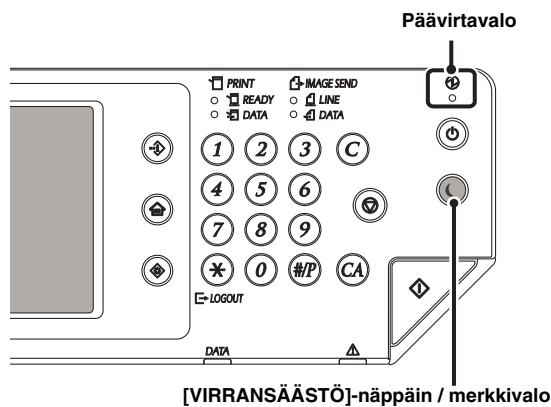 Päävirtavalo
PRINT
IMAGE SEND
READY
LINE
DATA
DATA
1 2 3 C
4 5 6
7 8 9
0 #/P CA
LOGOUT
DATA
[VIRRANSÄÄSTÖ]-näppäin / merkkivalo